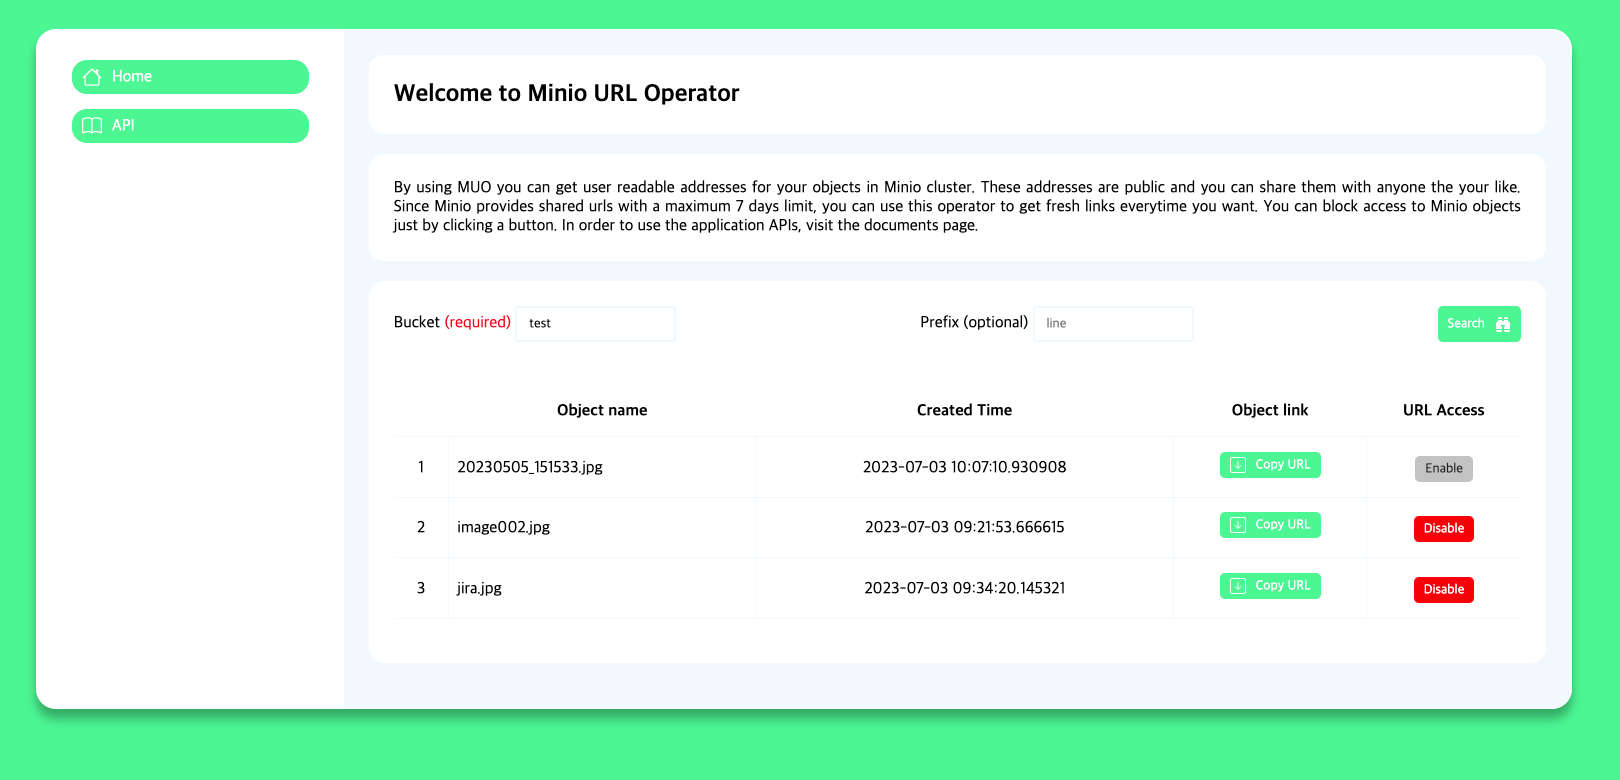 Home
API
Welcome to Minio URL Operator
By using MUO you can get user readable addresses for your objects in Minio cluster. These addresses are public and you can share them with anyone the your like.
Since Minio provides shared urls with a maximum 7 days limit, you can use this operator to get fresh links everytime you want. You can block access to Minio objects
just by clicking a button. In order to use the application APIs, visit the documents page.
Bucket (required) test Prefix (optional) line Search
Object name Created Time Object link URL Access
1 20230505_151533.jpg 2023-07-03 10:07:10.930908 Copy URL Enable
2 image002.jpg 2023-07-03 09:21:53.666615 Copy URL Disable
3 jira.jpg 2023-07-03 09:34:20.145321 Copy URL Disable